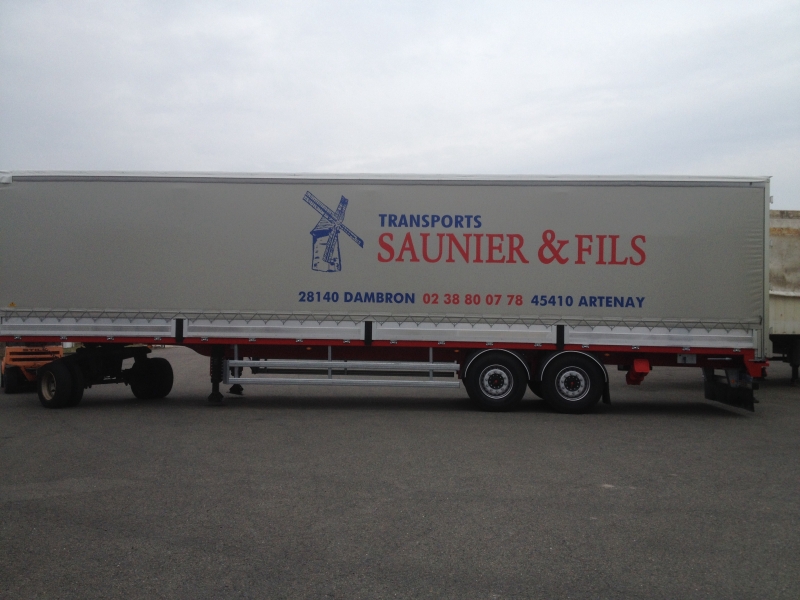 TRANSPORTS
SAUNIER & FILS
28140 DAMBRON 02 38 80 07 78 45410 ARTENAY